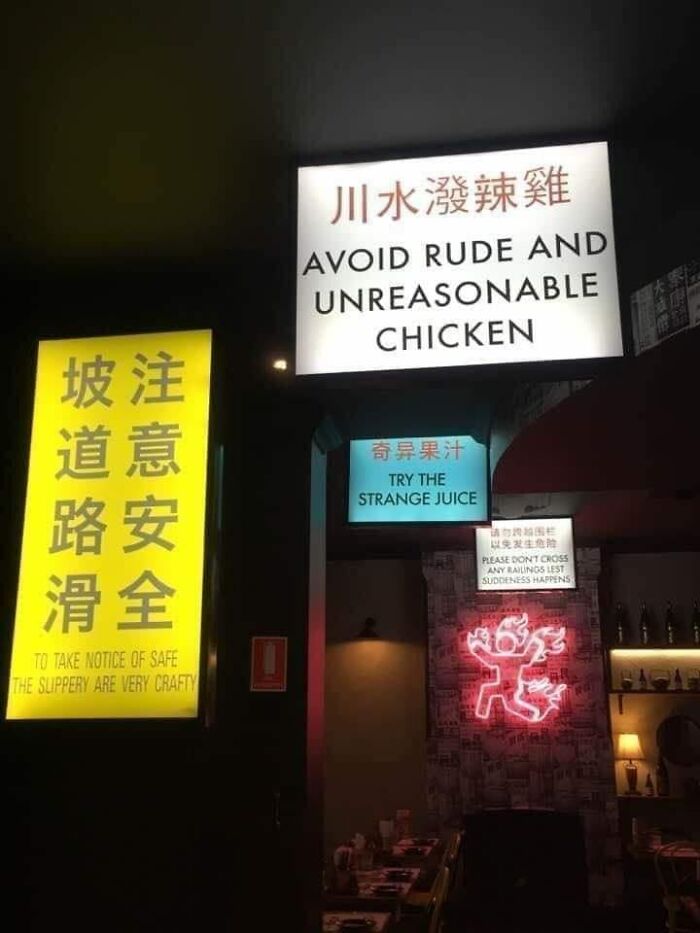 川水潑辣雞
AVOID RUDE AND
UNREASONABLE
CHICKEN
注意安全
坡道路滑
TO TAKE NOTICE OF SAFE
THE SLIPPERY ARE VERY CRAFTY
奇异果汁
TRY THE
STRANGE JUICE
请勿跨越围栏
以免发生危险
PLEASE DON'T CROSS
ANY RAILINGS LEST
SUDDENESS HAPPENS